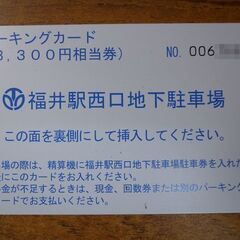 ーキングカード
3,300円相当券)
NO. 006
福井駅西口地下駐車場
この面を裏側にして挿入してください。
場の際は、精算機に福井駅西口地下駐車場駐車券を入れた
にこのカードをお入れください。
金が不足するときは、現金、回数券または別のパーキング
ードでお支払いください。